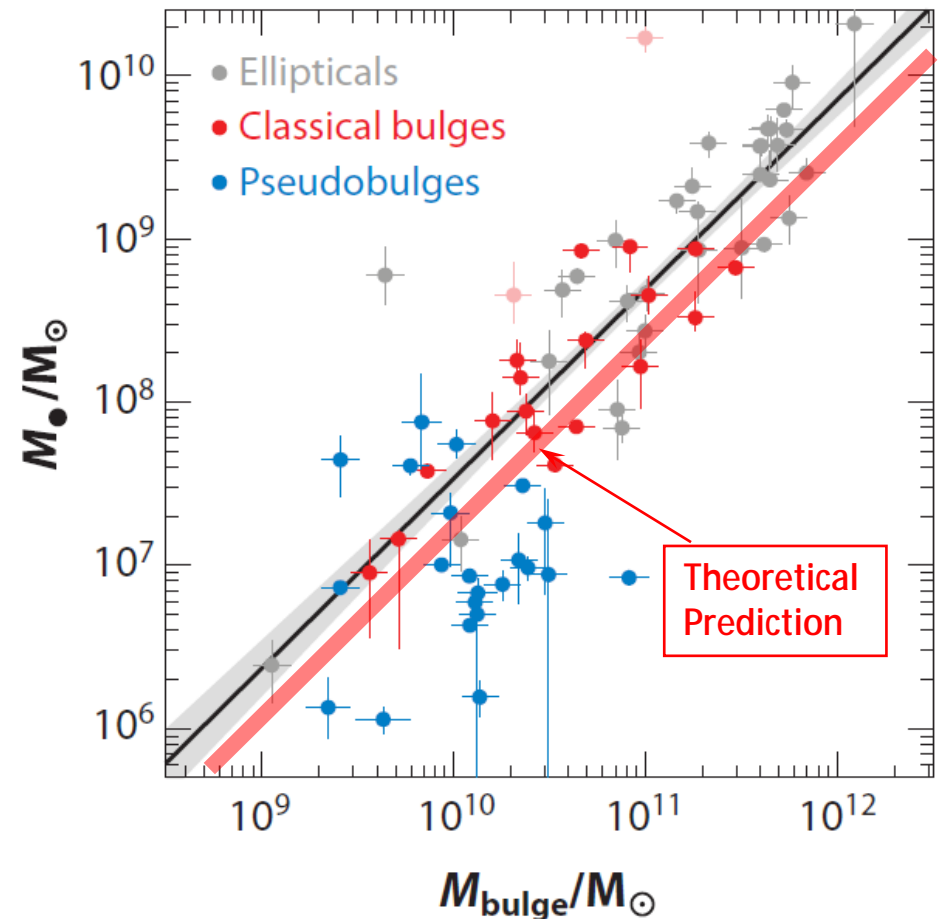 10¹⁰
10⁹
10⁸
10⁷
10⁶
M●/M☉
Ellipticals
Classical bulges
Pseudobulges
Theoretical
Prediction
10⁹ 10¹⁰ 10¹¹ 10¹²
Mbulge/M☉